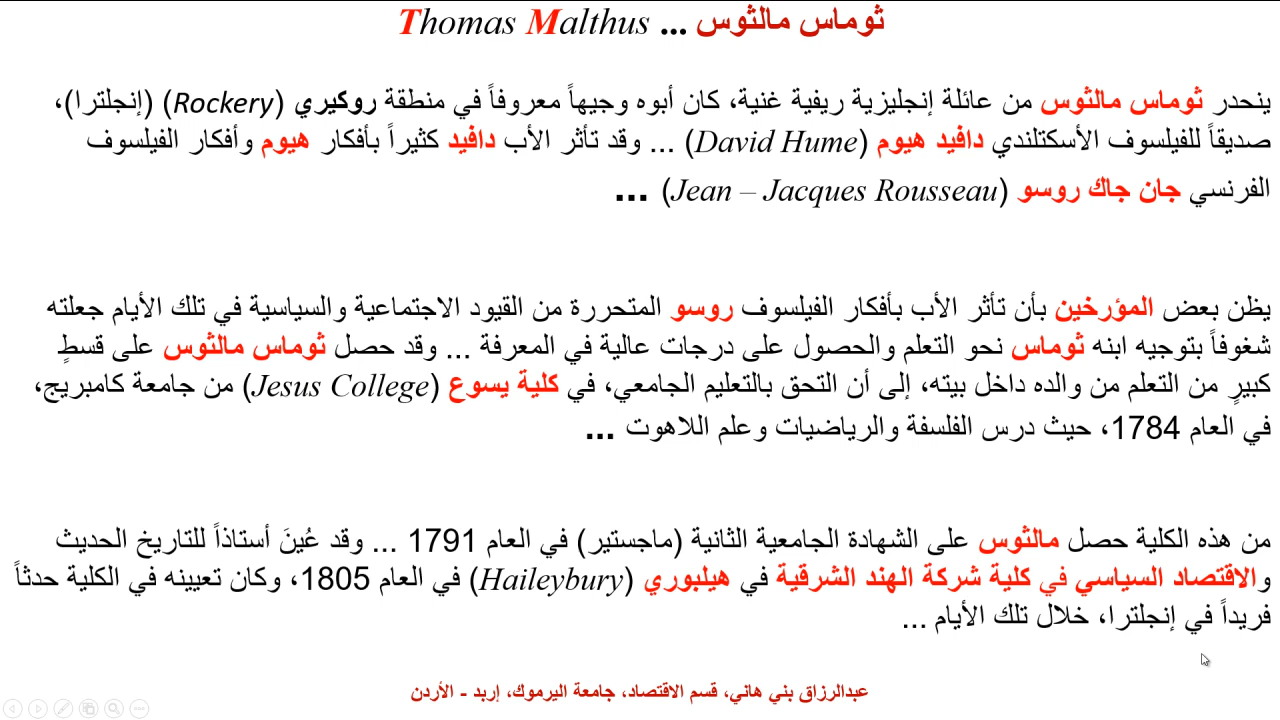 ثوماس مالثوس ... Thomas Malthus
ينحدر ثوماس مالثوس من عائلة إنجليزية ريفية غنية، كان أبوه وجيهاً معروفاً في منطقة روكيري (Rockery) (إنجلترا)،
صديقاً للفيلسوف الأسكتلندي دافيد هيوم (David Hume) ... وقد تأثر الأب دافيد كثيراً بأفكار هيوم وأفكار الفيلسوف
الفرنسي جان جاك روسو (Jean – Jacques Rousseau) ...
يظن بعض المؤرخين بأن تأثر الأب بأفكار الفيلسوف روسو المتحررة من القيود الاجتماعية والسياسية في تلك الأيام جعلته
شغوفاً بتوجيه ابنه ثوماس نحو التعلم والحصول على درجات عالية في المعرفة ... وقد حصل ثوماس مالثوس على قسطٍ
كبيرٍ من التعلم من والده داخل بيته، إلى أن التحق بالتعليم الجامعي، في كلية يسوع (Jesus College) من جامعة كامبريج،
في العام 1784، حيث درس الفلسفة والرياضيات وعلم اللاهوت ...
من هذه الكلية حصل مالثوس على الشهادة الجامعية الثانية (ماجستير) في العام 1791 ... وقد عُينَ أستاذاً للتاريخ الحديث
والاقتصاد السياسي في كلية شركة الهند الشرقية في هيلبوري (Haileybury) في العام 1805، وكان تعيينه في الكلية حدثاً
فريداً في إنجلترا، خلال تلك الأيام ...
عبدالرزاق بني هاني، قسم الاقتصاد، جامعة اليرموك، إربد - الأردن